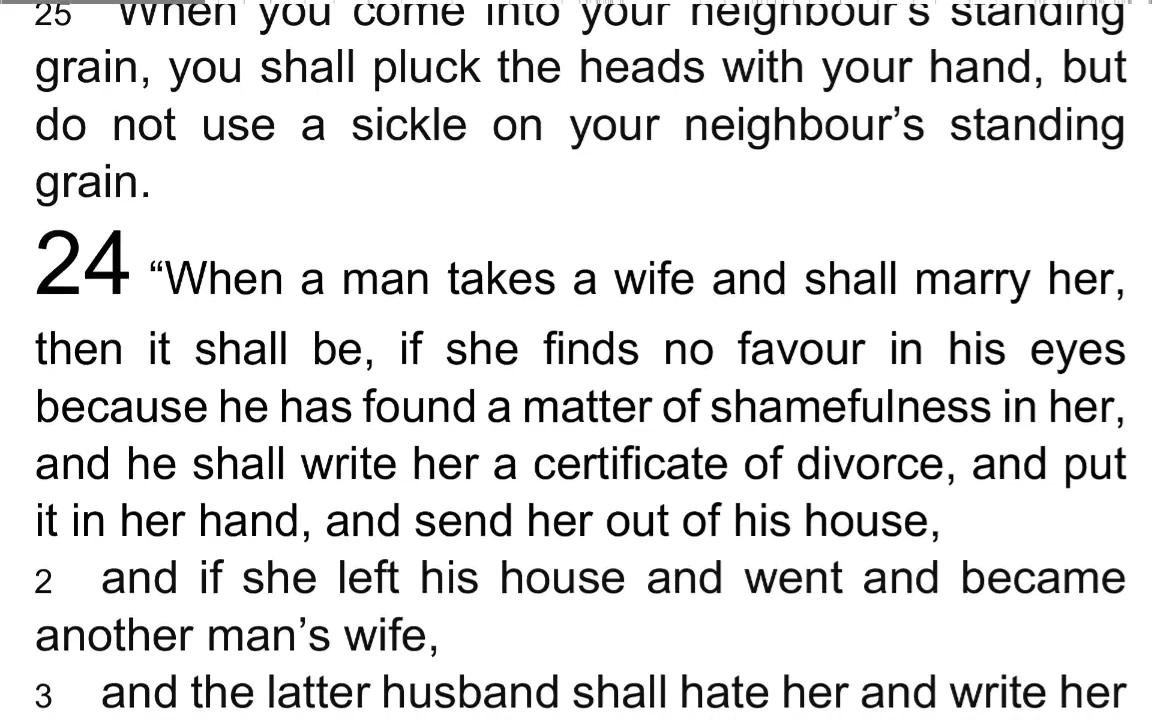 25 When you come into your neighbour’s standing
grain, you shall pluck the heads with your hand, but
do not use a sickle on your neighbour’s standing
grain.
24 “When a man takes a wife and shall marry her,
then it shall be, if she finds no favour in his eyes
because he has found a matter of shamefulness in her,
and he shall write her a certificate of divorce, and put
it in her hand, and send her out of his house,
2 and if she left his house and went and became
another man’s wife,
3 and the latter husband shall hate her and write her